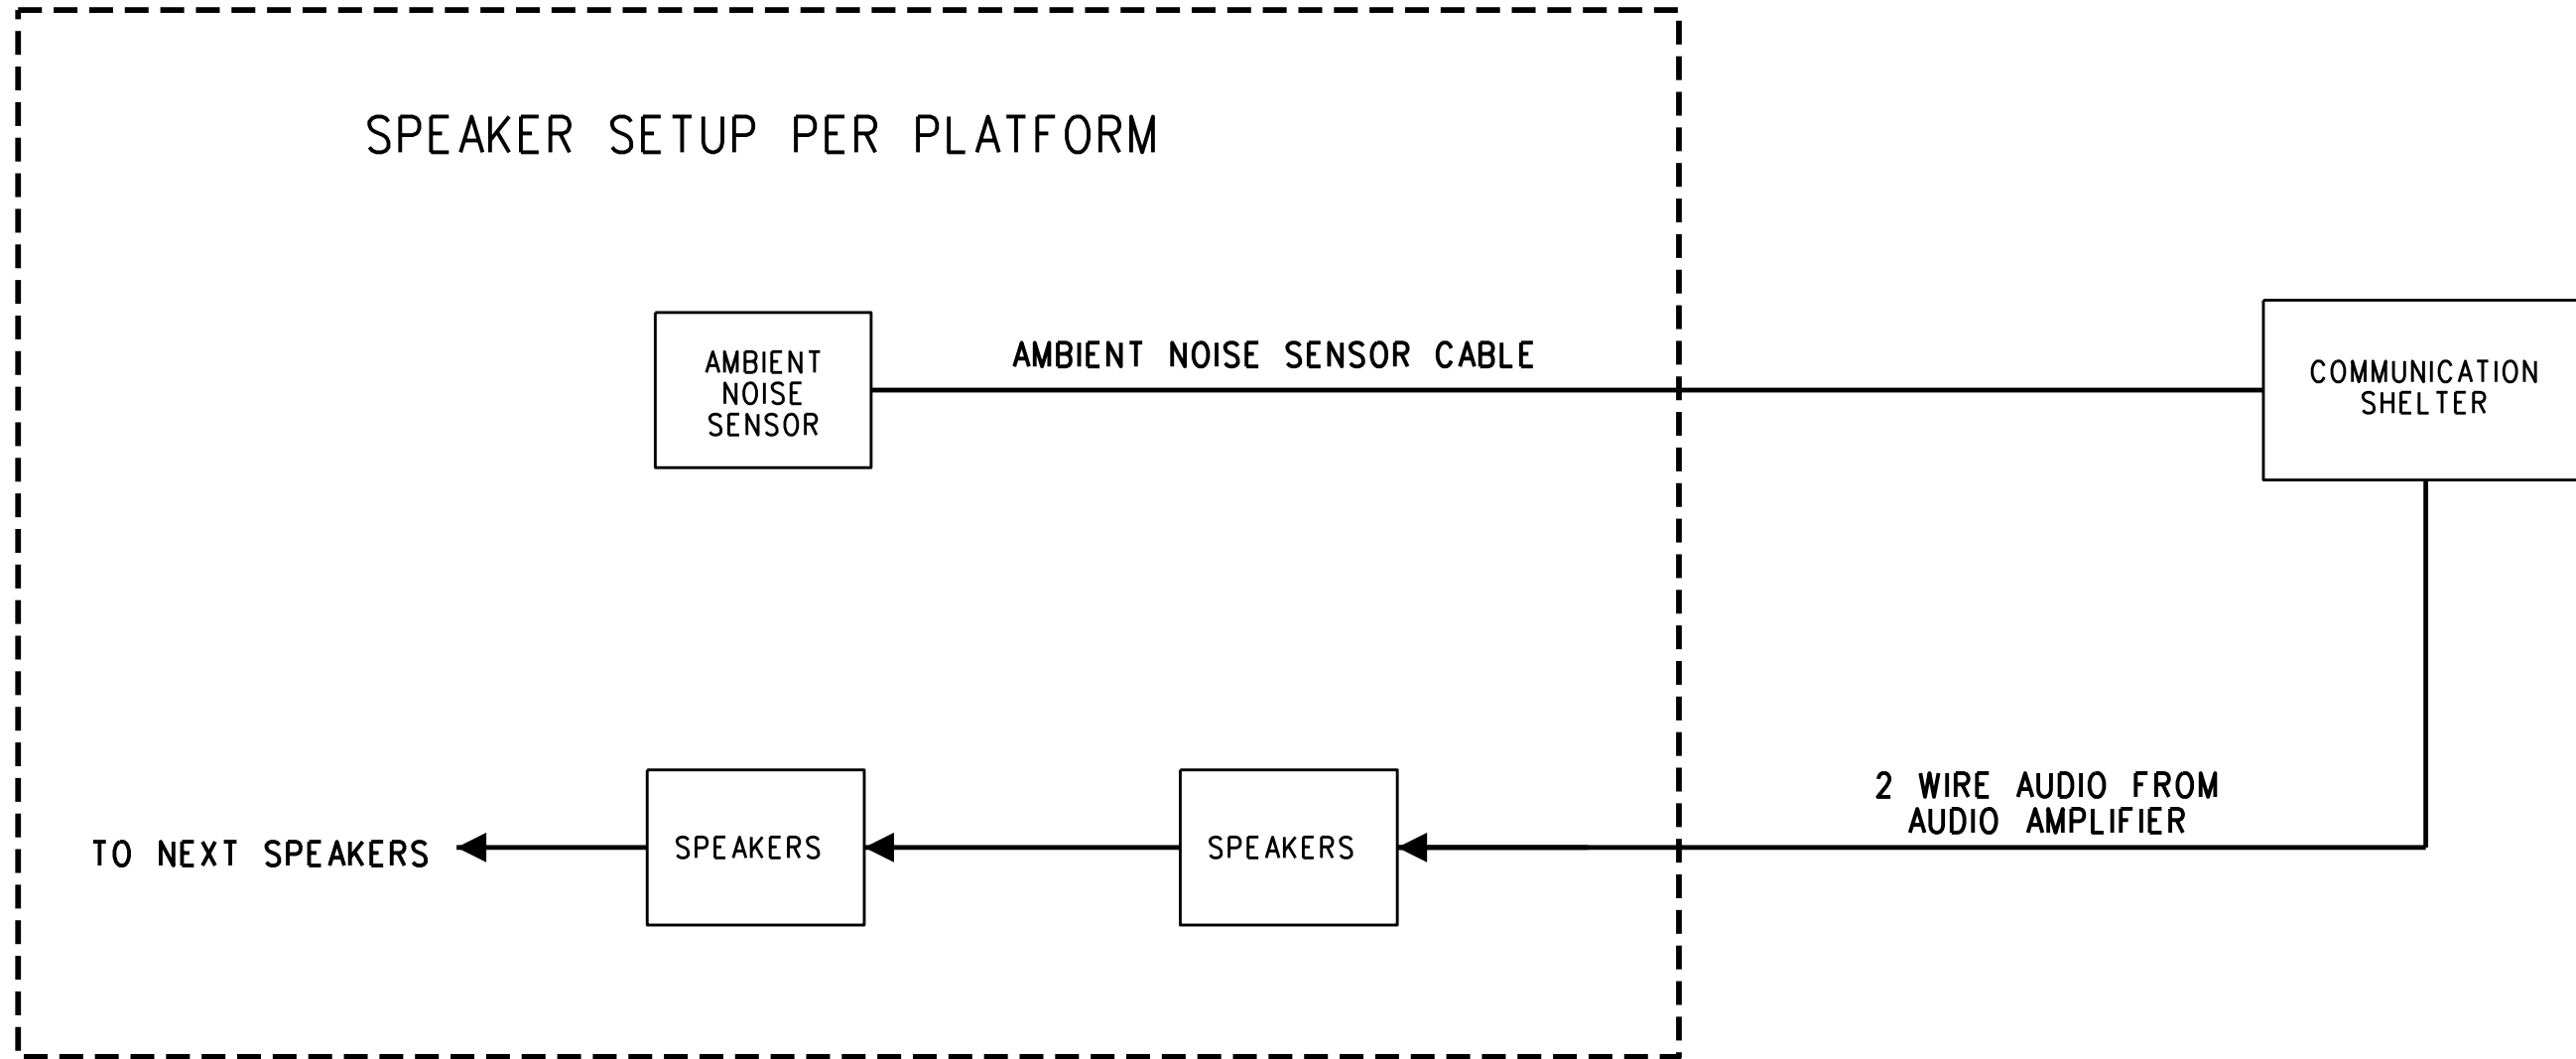 SPEAKER SETUP PER PLATFORM
AMBIENT
NOISE
SENSOR
AMBIENT NOISE SENSOR CABLE
COMMUNICATION
SHELTER
2 WIRE AUDIO FROM
AUDIO AMPLIFIER
TO NEXT SPEAKERS
SPEAKERS
SPEAKERS